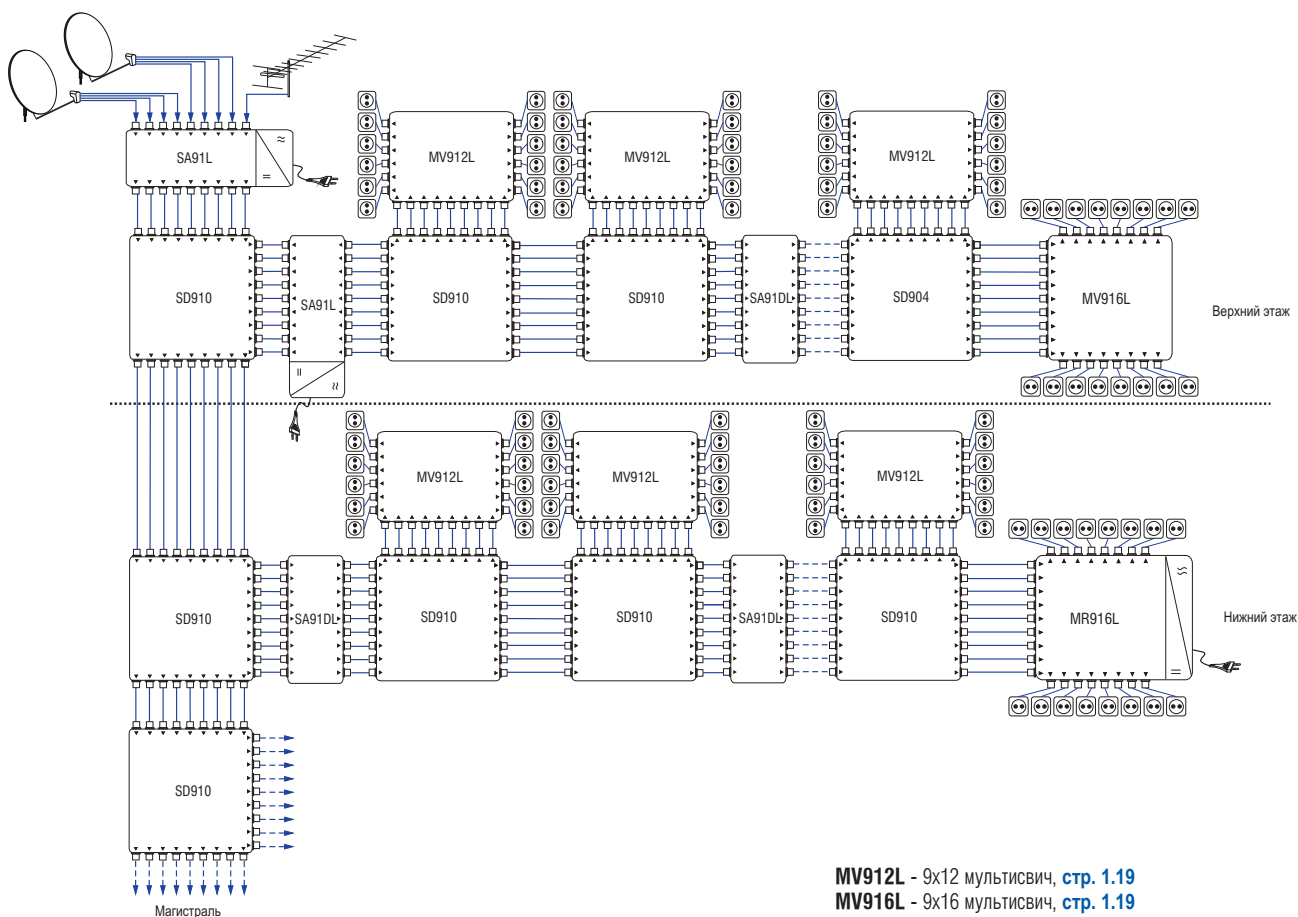 MV912L
MV912L
MV912L
SA91L
SD910
SA91L
SD910
SD910
SA91DL
SD904
MV916L
Верхний этаж
MV912L
MV912L
MV912L
SD910
SA91DL
SD910
SD910
SA91DL
SD910
MR916L
Нижний этаж
SD910
Магистраль
MV912L - 9x12 мультисвич, стр. 1.19
MV916L - 9x16 мультисвич, стр. 1.19